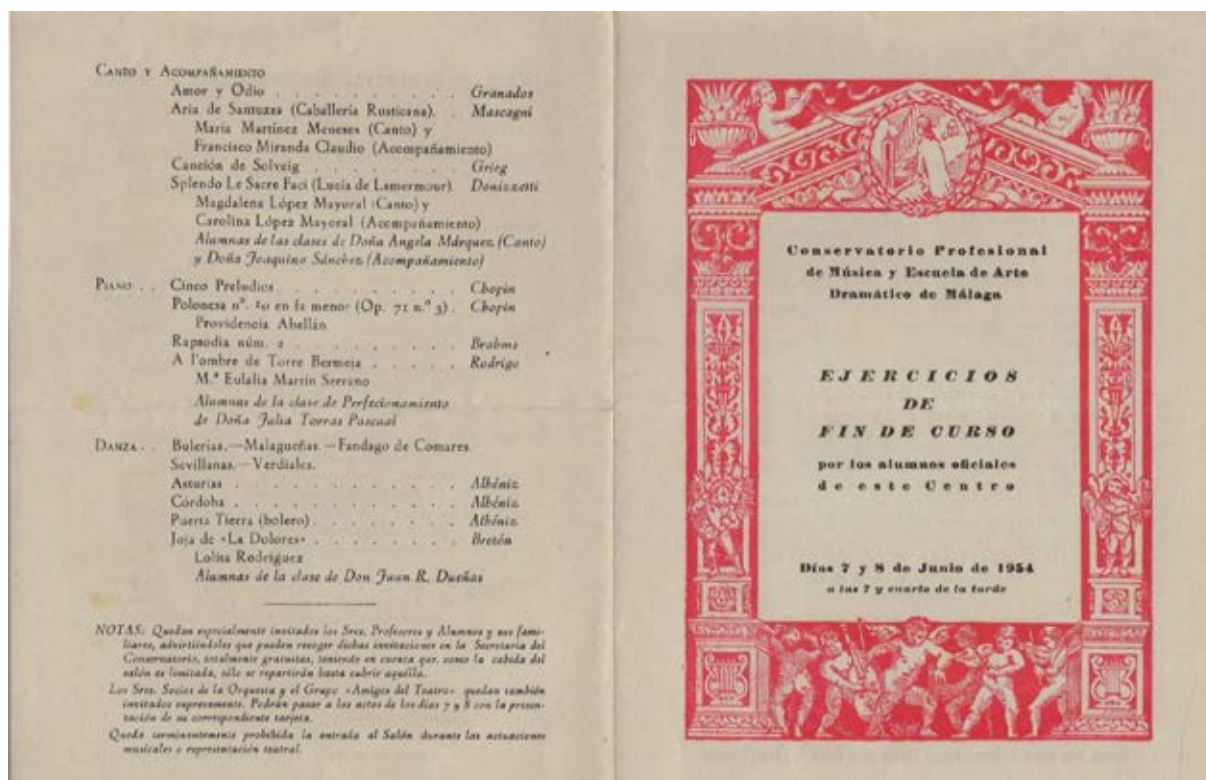 CANTO Y ACOMPAÑAMIENTO
Amor y Odio . . . . . . . . . . Granados
Aria de Santuzza (Caballería Rusticana). . Mascagni
María Martínez Meneses (Canto) y
Francisco Miranda Claudio (Acompañamiento)
Canción de Solveig . . . . . . . . Grieg
Splendo Le Sacre Faci (Lucía de Lamermour). Donizzetti
Magdalena López Mayoral (Canto) y
Carolina López Mayoral (Acompañamiento)
Alumnas de las clases de Doña Angela Márquez (Canto)
y Doña Joaquina Sánchez (Acompañamiento)
PIANO . . Cinco Preludios . . . . . . . . . Chopin
Polonesa nº. 10 en fa menor (Op. 71 n.º 3) . Chopin
Providencia Abellán
Rapsodia núm. 2 . . . . . . . . . Brahms
A l'ombre de Torre Bermeja . . . . . Rodrigo
M.ª Eulalia Martín Serrano
Alumnas de la clase de Perfecionamiento
de Doña Julia Torras Pascual
DANZA . . Bulerías.—Malagueñas.—Fandago de Comares.
Sevillanas.—Verdiales.
Asturias . . . . . . . . . . . Albéniz
Córdoba . . . . . . . . . . . Albéniz
Puerta Tierra (bolero) . . . . . . . Albéniz
Joja de «La Dolores» . . . . . . . Bretón
Lolita Rodríguez
Alumnas de la clase de Don Juan R. Dueñas
NOTAS: Quedan especialmente invitados los Sres. Profesores y Alumnos y sus fami-
liares, advirtiéndoles que pueden recoger dichas invitaciones en la Secretaría del
Conservatorio, totalmente gratuitas, teniendo en cuenta que, como la cabida del
salón es limitada, sólo se repartirán hasta cubrir aquélla.
Los Sres. Socios de la Orquesta y el Grupo «Amigos del Teatro» quedan también
invitados expresamente. Podrán pasar a los actos de los días 7 y 8 con la presen-
tación de su correspondiente tarjeta.
Queda terminantemente prohibida la entrada al Salón durante las actuaciones
musicales o representación teatral.
Conservatorio Profesional
de Música y Escuela de Arte
Dramático de Málaga
EJERCICIOS
DE
FIN DE CURSO
por los alumnos oficiales
de este Centro
Días 7 y 8 de Junio de 1954
a las 7 y cuarto de la tarde